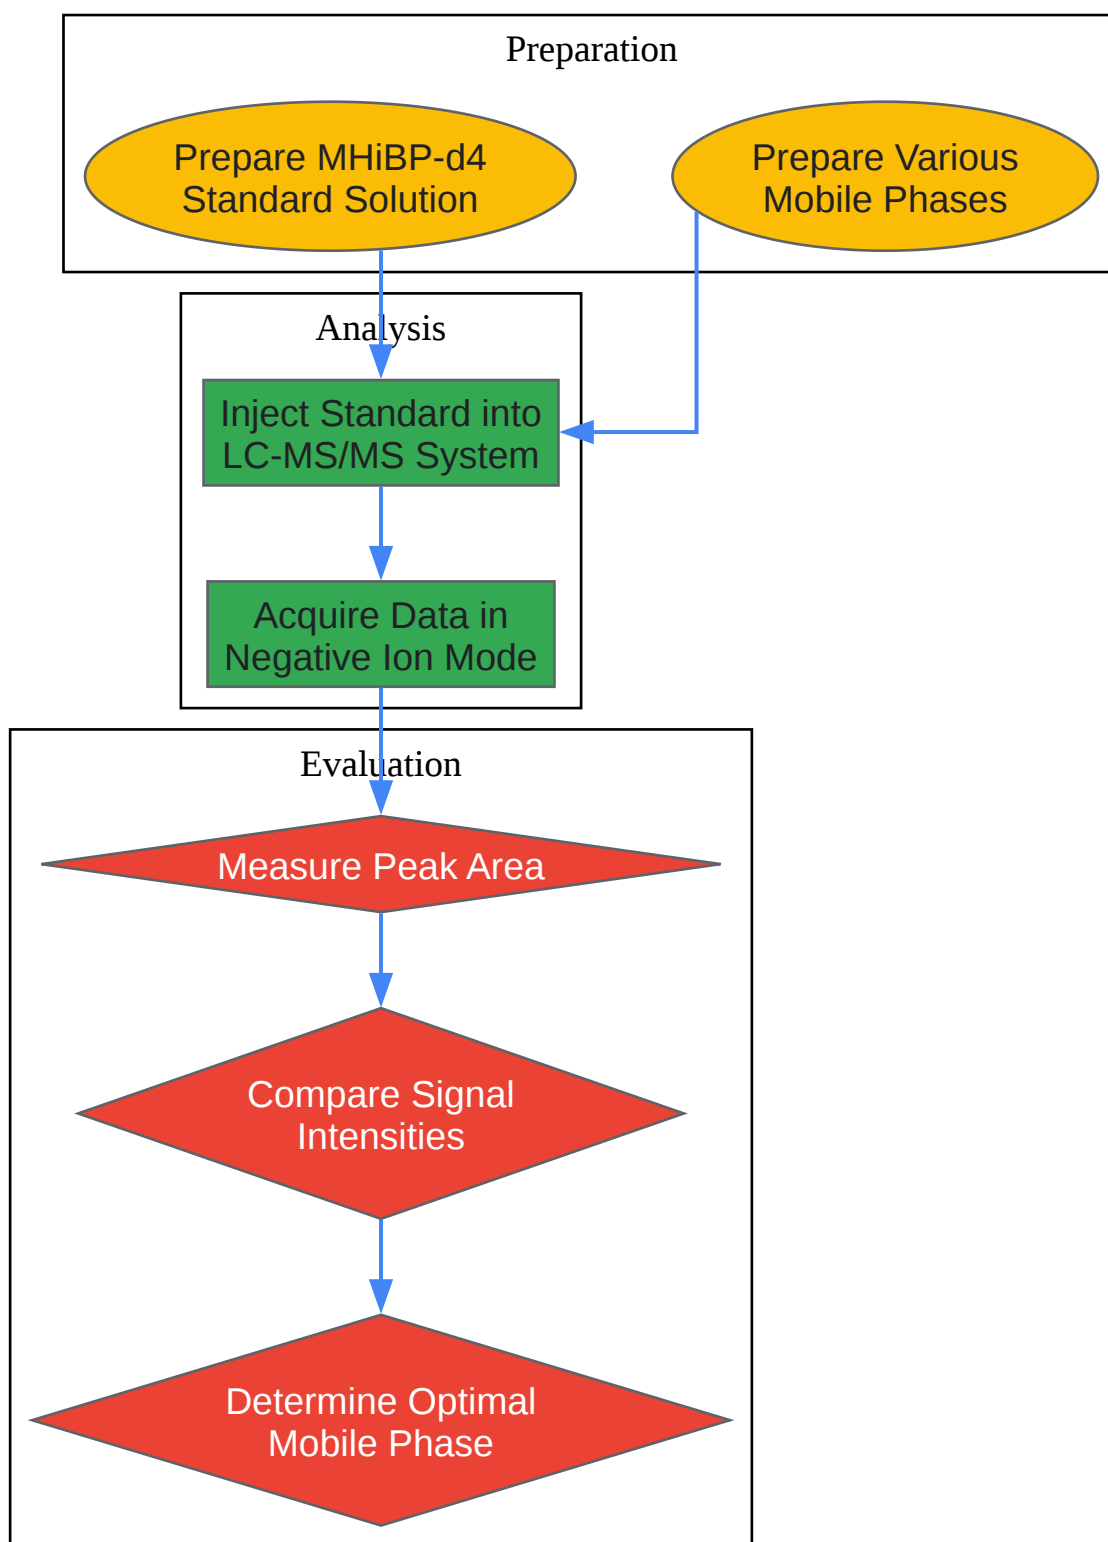 Preparation
Prepare MHiBP-d4
Standard Solution
Prepare Various
Mobile Phases
Analysis
Inject Standard into
LC-MS/MS System
Acquire Data in
Negative Ion Mode
Evaluation
Measure Peak Area
Compare Signal
Intensities
Determine Optimal
Mobile Phase